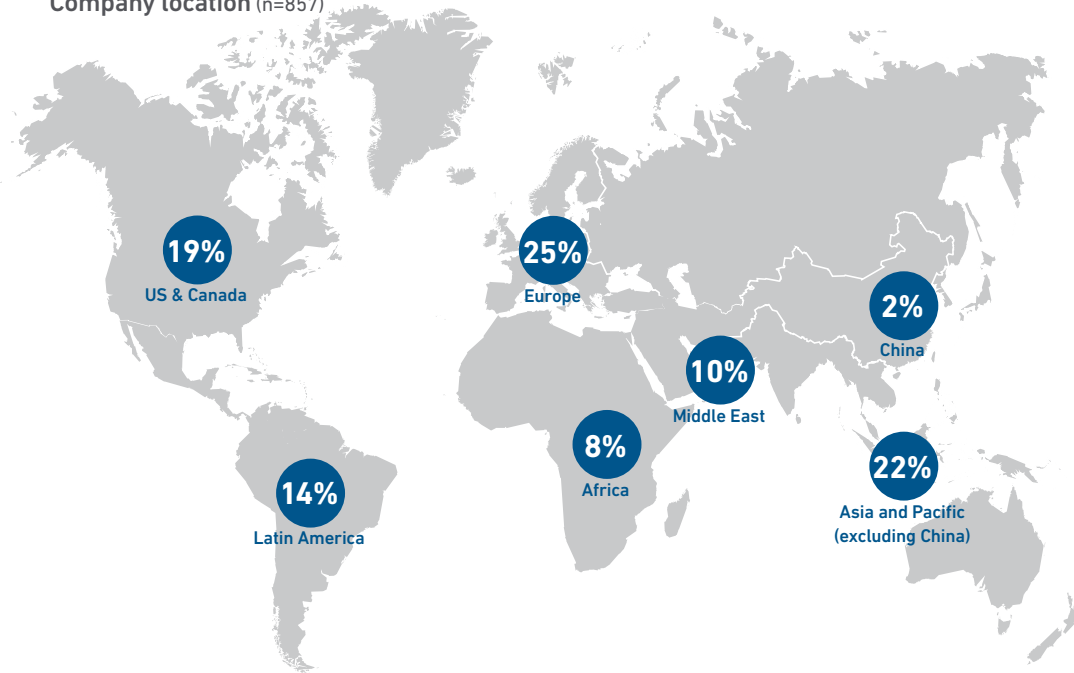 Company location (n=857)
19%
US & Canada
25%
Europe
2%
China
10%
Middle East
8%
Africa
22%
Asia and Pacific
(excluding China)
14%
Latin America